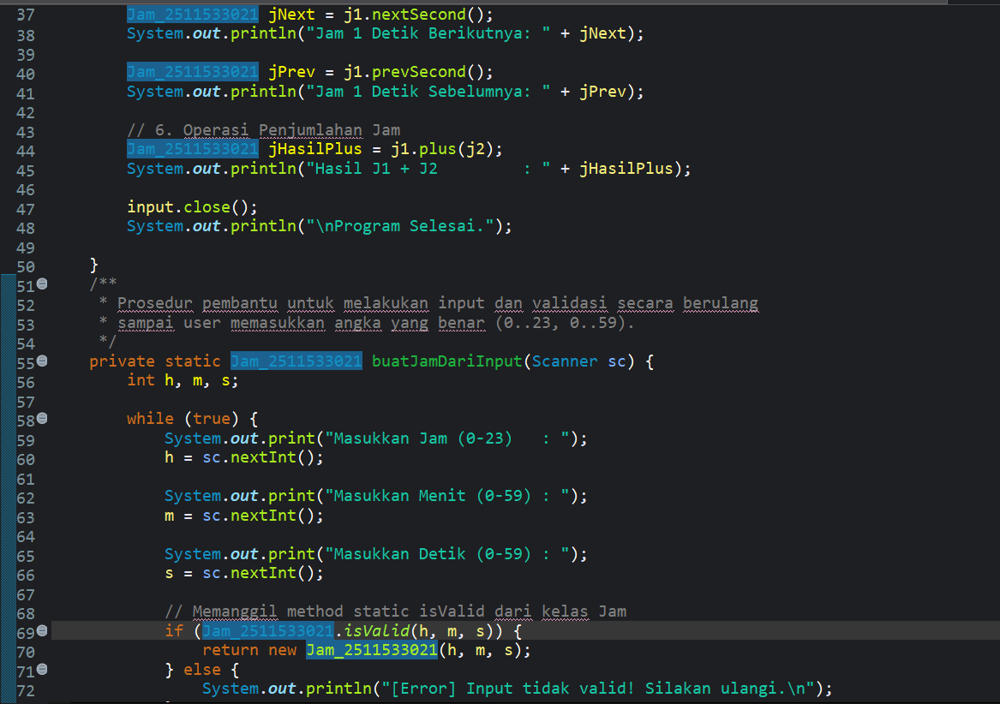 37 Jam_2511533021 jNext = j1.nextSecond();
38 System.out.println("Jam 1 Detik Berikutnya: " + jNext);
39
40 Jam_2511533021 jPrev = j1.prevSecond();
41 System.out.println("Jam 1 Detik Sebelumnya: " + jPrev);
42
43 // 6. Operasi Penjumlahan Jam
44 Jam_2511533021 jHasilPlus = j1.plus(j2);
45 System.out.println("Hasil J1 + J2         : " + jHasilPlus);
46
47 input.close();
48 System.out.println("\nProgram Selesai.");
49
50 }
51 /**
52 * Prosedur pembantu untuk melakukan input dan validasi secara berulang
53 * sampai user memasukkan angka yang benar (0..23, 0..59).
54 */
55 private static Jam_2511533021 buatJamDariInput(Scanner sc) {
56 int h, m, s;
57
58 while (true) {
59 System.out.print("Masukkan Jam (0-23)   : ");
60 h = sc.nextInt();
61
62 System.out.print("Masukkan Menit (0-59) : ");
63 m = sc.nextInt();
64
65 System.out.print("Masukkan Detik (0-59) : ");
66 s = sc.nextInt();
67
68 // Memanggil method static isValid dari kelas Jam
69 if (Jam_2511533021.isValid(h, m, s)) {
70 return new Jam_2511533021(h, m, s);
71 } else {
72 System.out.println("[Error] Input tidak valid! Silakan ulangi.\n");